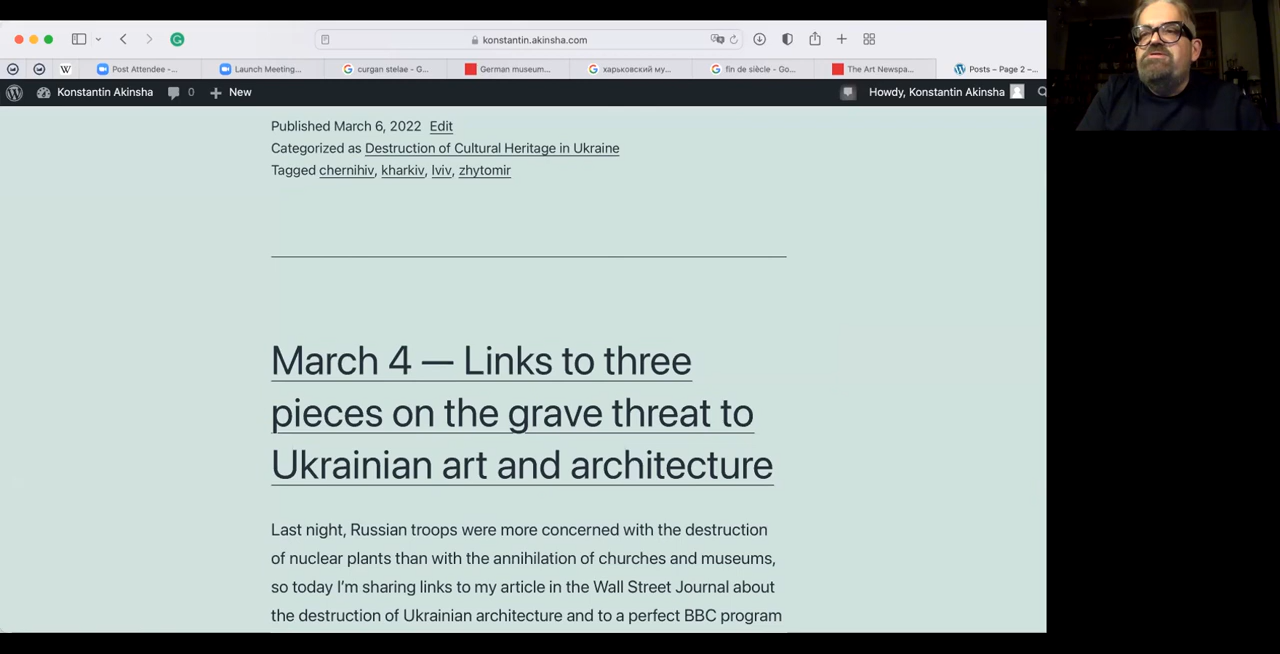 konstantin.akinsha.com
W
Post Attendee -...
Launch Meeting...
curgan stelae - G...
German museum...
харьковский му...
fin de siècle - Go...
The Art Newspa...
Posts – Page 2 –...
Konstantin Akinsha
0
New
Howdy, Konstantin Akinsha
Published March 6, 2022 Edit
Categorized as Destruction of Cultural Heritage in Ukraine
Tagged chernihiv, kharkiv, lviv, zhytomir
March 4 — Links to three
pieces on the grave threat to
Ukrainian art and architecture
Last night, Russian troops were more concerned with the destruction
of nuclear plants than with the annihilation of churches and museums,
so today I’m sharing links to my article in the Wall Street Journal about
the destruction of Ukrainian architecture and to a perfect BBC program